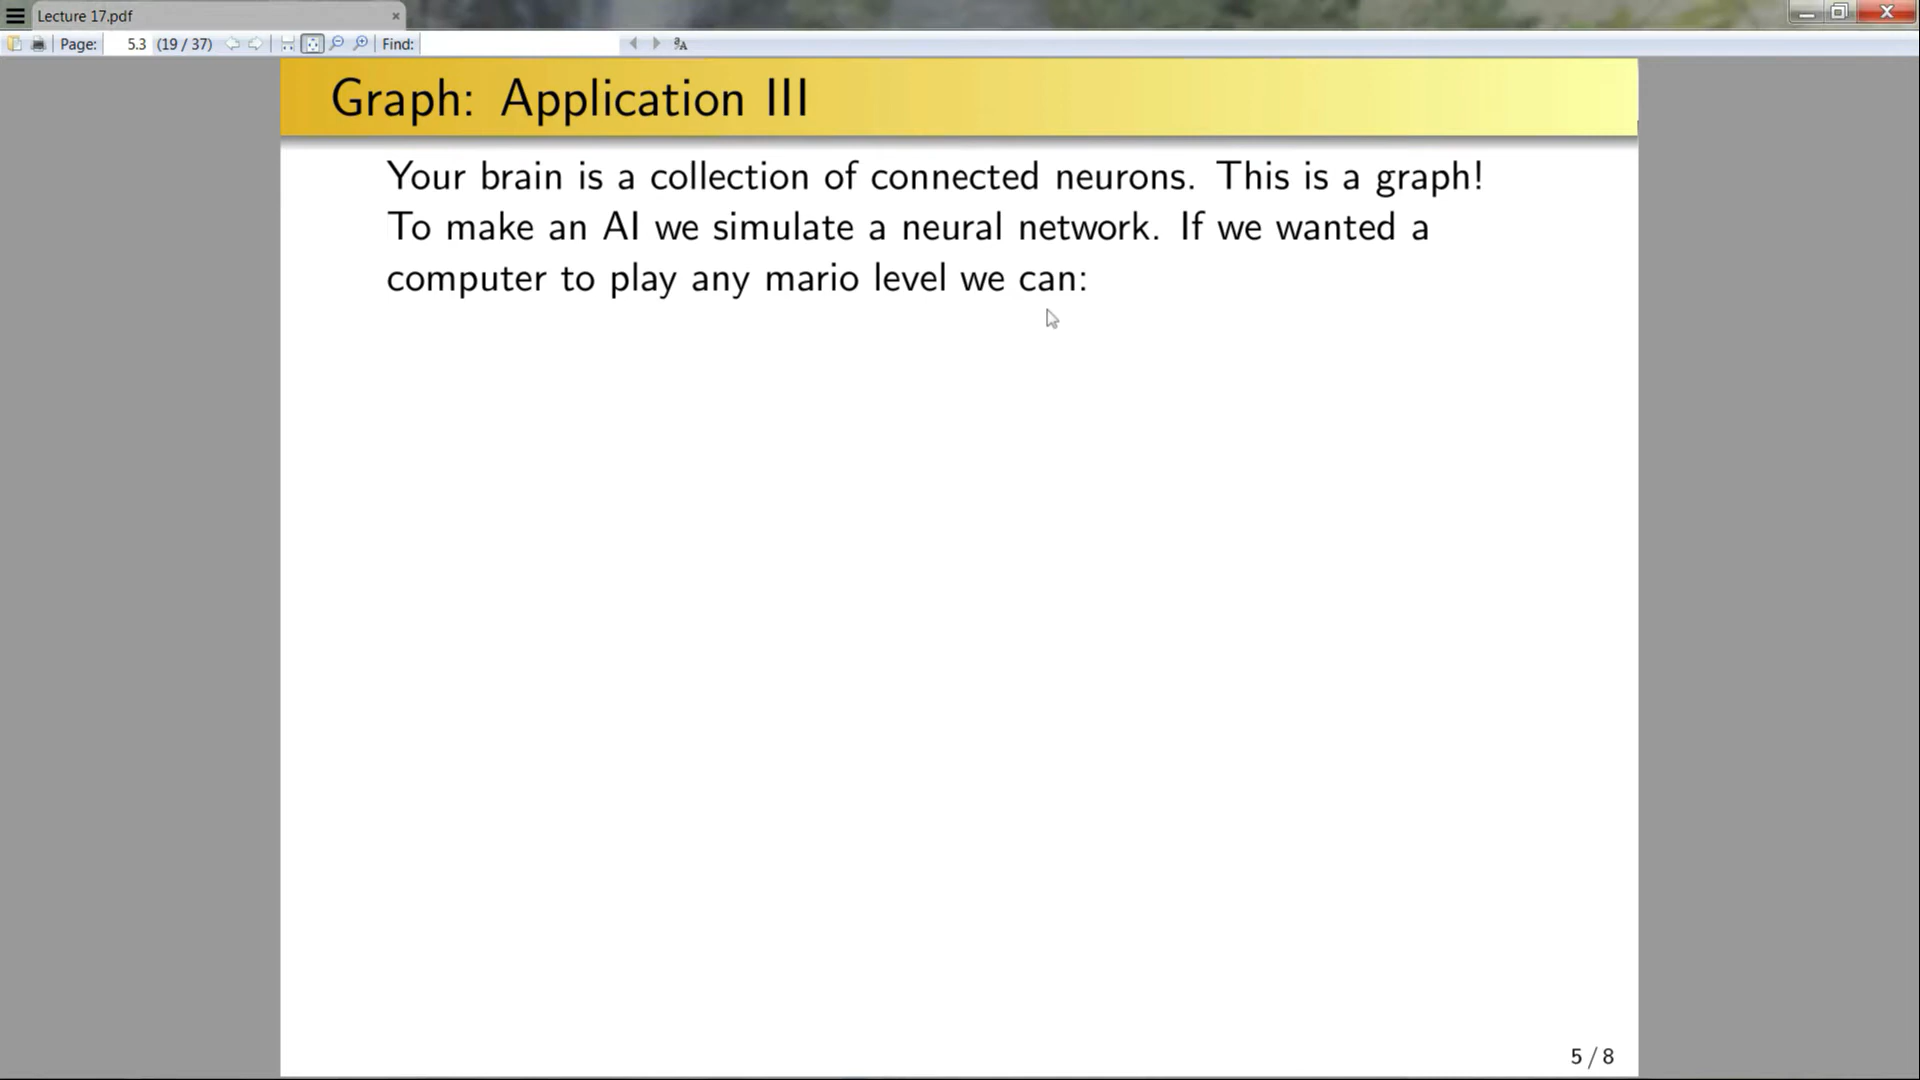 Lecture 17.pdf
Page: 5.3 (19 / 37) Find:
Graph: Application III
Your brain is a collection of connected neurons. This is a graph!
To make an AI we simulate a neural network. If we wanted a
computer to play any mario level we can:
5 / 8